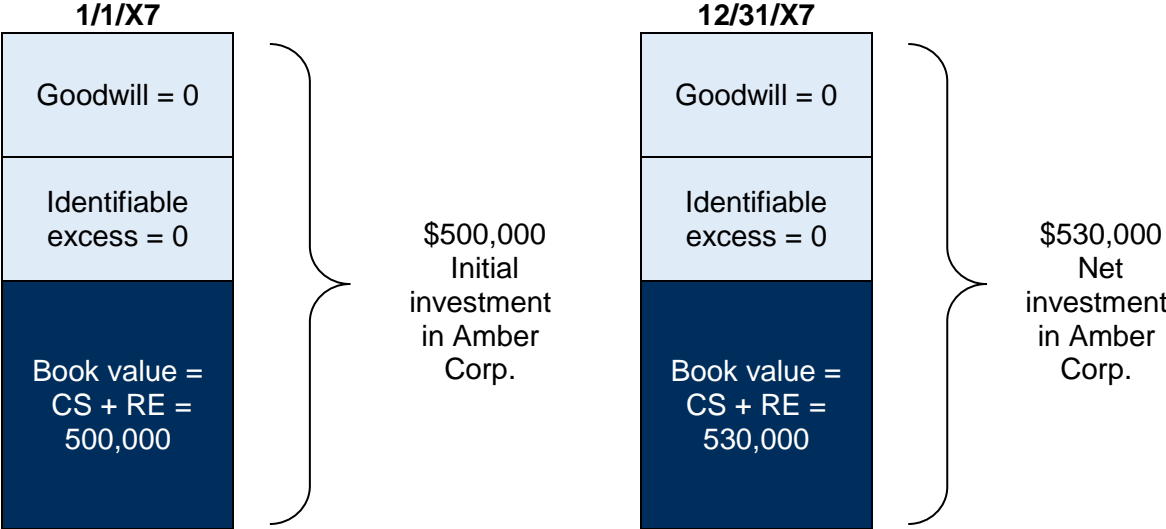 1/1/X7
Goodwill = 0
Identifiable
excess = 0
Book value =
CS + RE =
500,000
$500,000
Initial
investment
in Amber
Corp.
12/31/X7
Goodwill = 0
Identifiable
excess = 0
Book value =
CS + RE =
530,000
$530,000
Net
investment
in Amber
Corp.